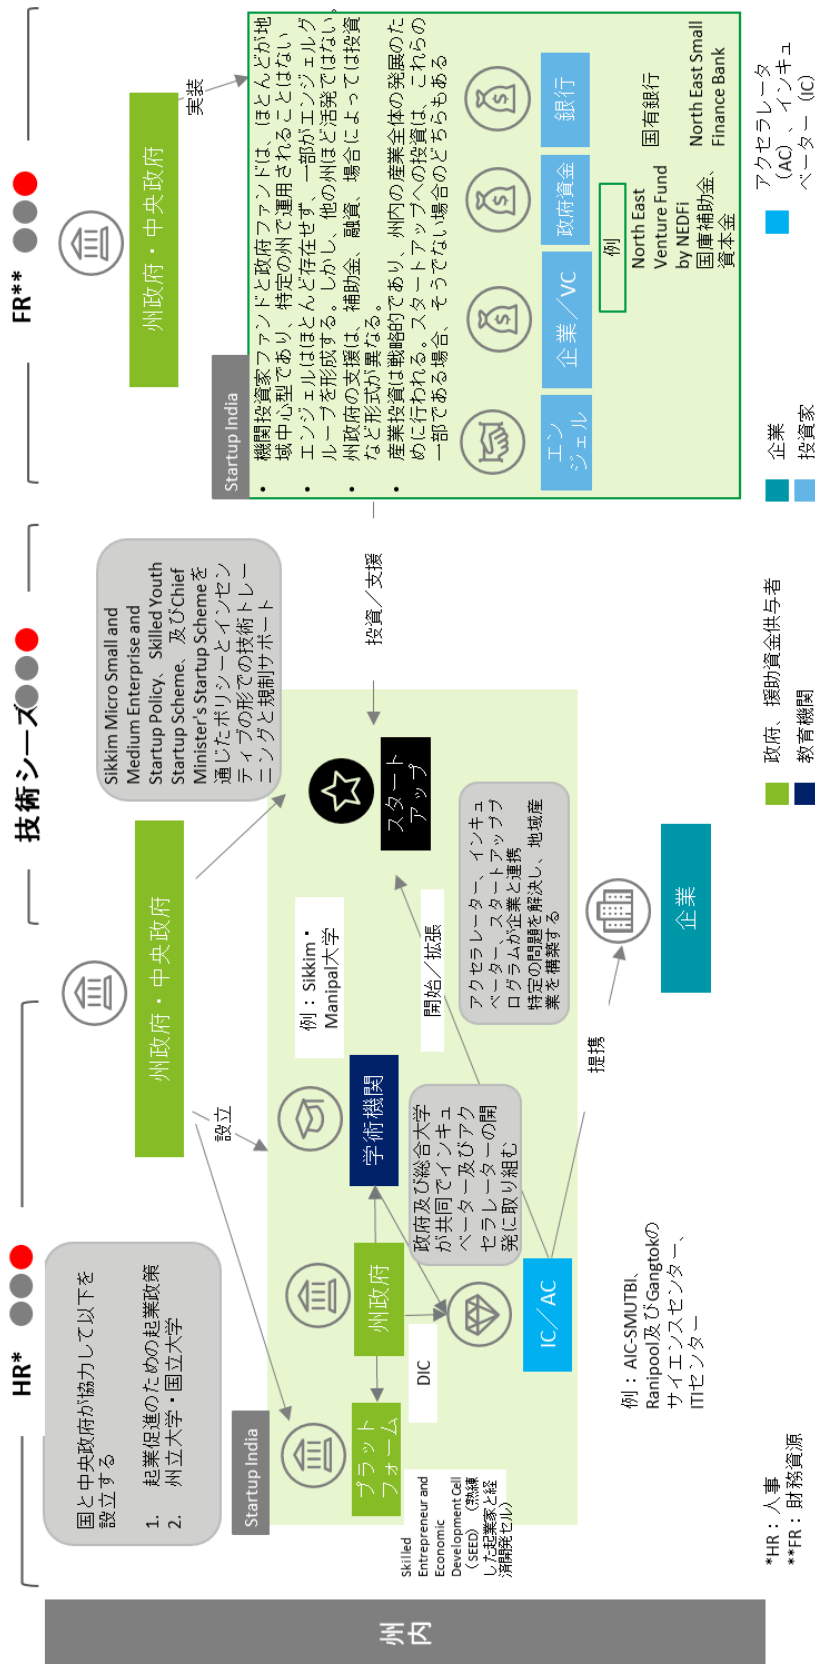 州内
HR*
技術シーズ
FR**
国と中央政府が協力して以下を
設立する
1. 起業促進のための起業政策
2. 州立大学・国立大学
州政府・中央政府
Sikkim Micro Small and
Medium Enterprise and
Startup Policy、 Skilled Youth
Startup Scheme、及びChief
Minister's Startup Schemeを
通じたポリシーとインセン
ティブの形での技術トレー
ニングと規制サポート
州政府・中央政府
実装
設立
Startup India
プラット
フォーム
Skilled
Entrepreneur and
Economic
Development Cell
（SEED）（熟練
した起業家と経
済開発セル）
州政府
DIC
学術機関
例：Sikkim・
Manipal大学
政府及び総合大学
が共同でインキュ
ベーター及びアク
セラレーターの開
発に取り組む
IC／AC
例：AIC-SMUTBI、
Ranipool及びGangtokの
サイエンスセンター、
ITIセンター
スタート
アップ
開始／拡張
アクセラレーター、インキュ
ベーター、スタートアッププ
ログラムが企業と連携
特定の問題を解決し、地域産
業を構築する
提携
企業
投資／支援
Startup India
• 機関投資家ファンドと政府ファンドは、ほとんどが地
域中心型であり、特定の州で運用されることはない
• エンジェルはほとんど存在せず、一部がエンジェルグ
ループを形成する。しかし、他の州ほど活発ではない。
• 州政府の支援は、補助金、融資、場合によっては投資
など形式が異なる。
• 産業投資は戦略的であり、州内の産業全体の発展のた
めに行われる。スタートアップへの投資は、これらの
一部である場合、そうでない場合のどちらもある
エン
ジェル
企業／VC
政府資金
銀行
例
North East
Venture Fund
by NEDFi
国庫補助金、
資本金
国有銀行
North East Small
Finance Bank
*HR：人事
**FR：財務資源
政府、援助資金供与者
教育機関
企業
投資家
アクセラレータ
（AC）、インキュ
ベーター（IC）